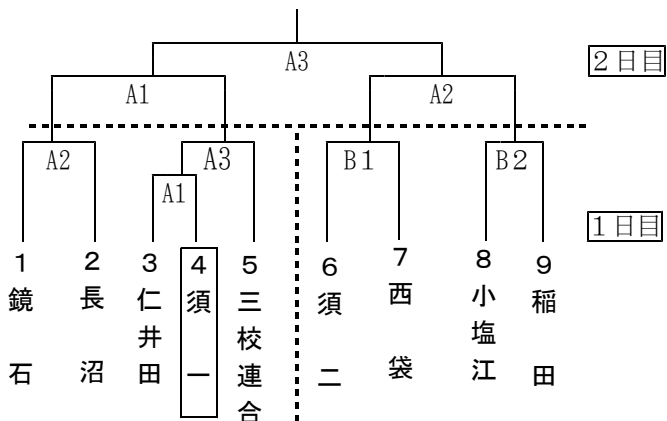 A3
２日目
A1
A2
A2
A3
B１
B２
A1
１日目
１
鏡石
２
長沼
３
仁井田
４
須一
５
三校連合
６
須二
７
西袋
８
小塩江
９
稲田